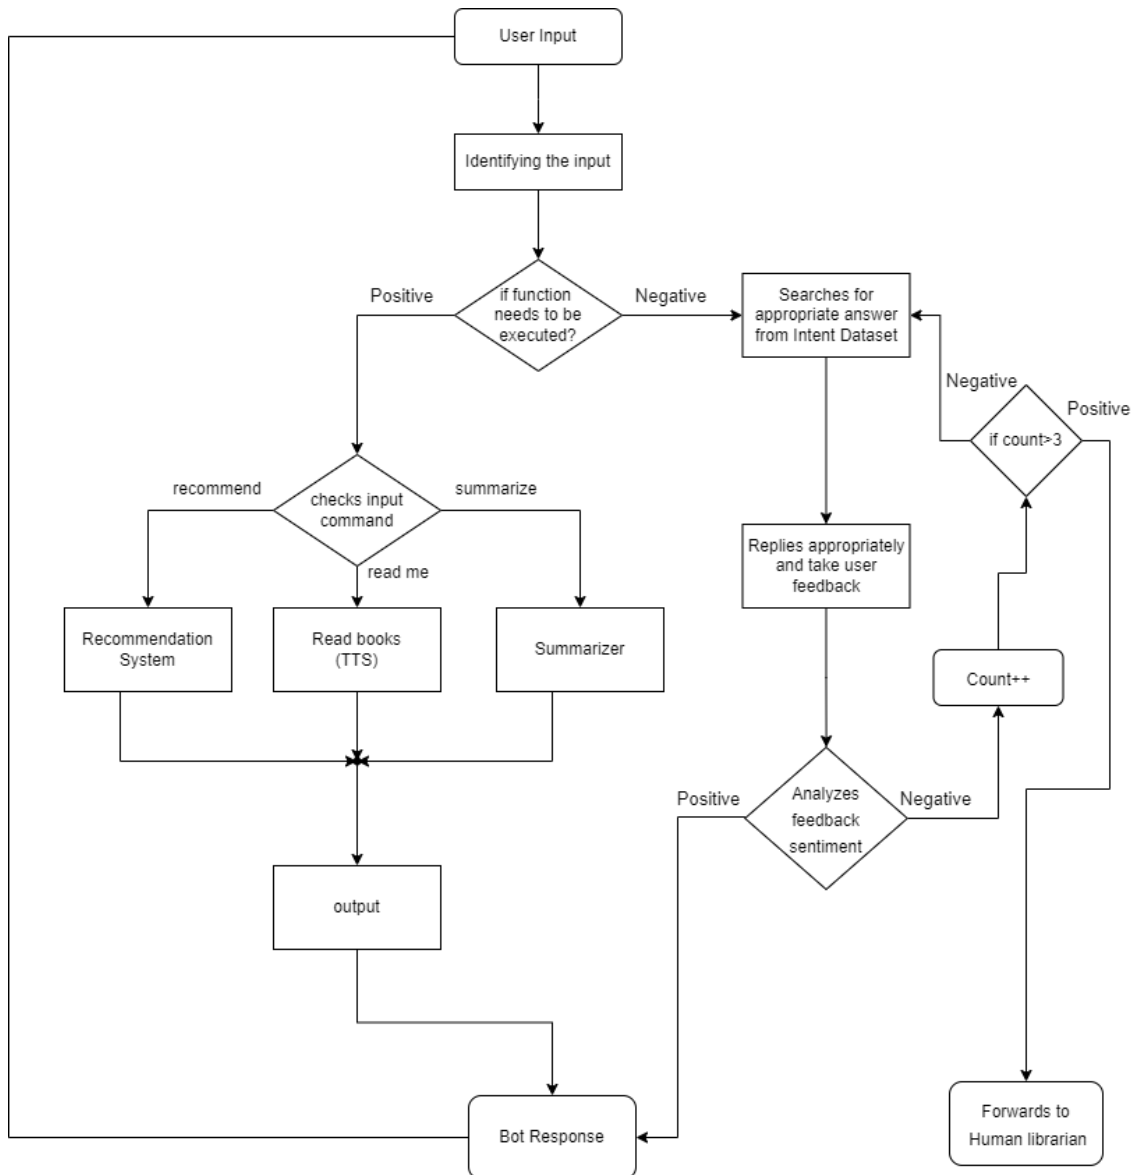 User Input
Identifying the input
if function
needs to be
executed?
Positive
Negative
Searches for
appropriate answer
from Intent Dataset
Negative
Positive
if count>3
checks input
command
recommend
summarize
read me
Replies appropriately
and take user
feedback
Recommendation
System
Read books
(TTS)
Summarizer
Count++
Positive
Analyzes
feedback
sentiment
Negative
output
Bot Response
Forwards to
Human librarian